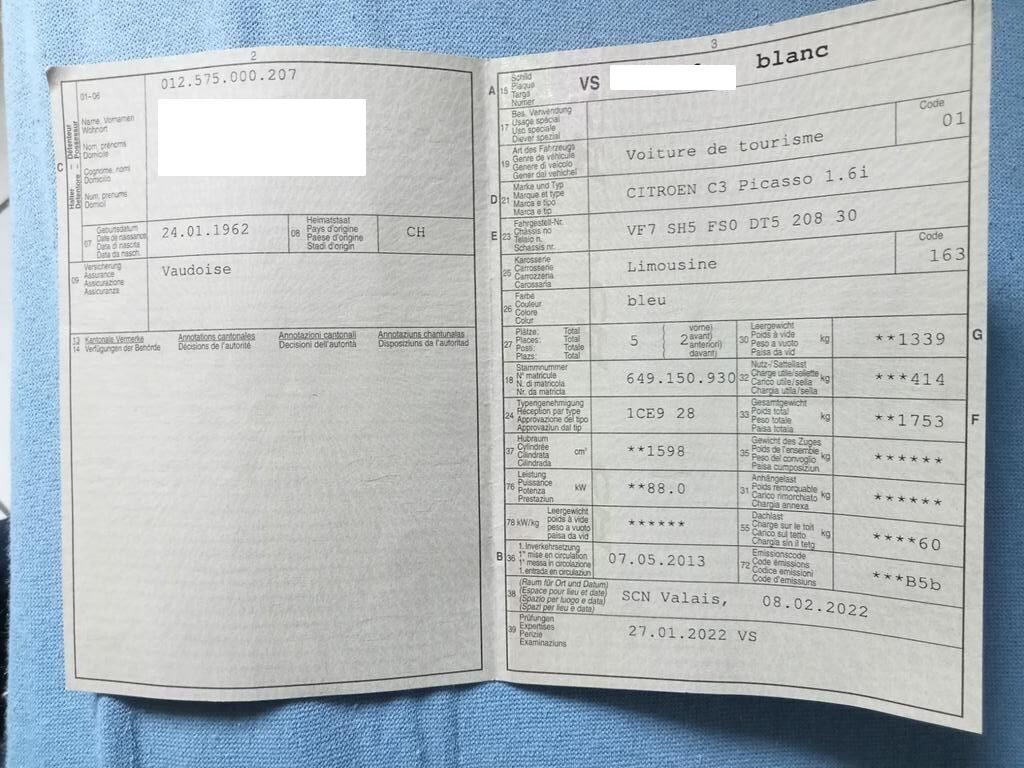 2
012.575.000.207
01-06
Name, Vornamen
Wohnort
Nom, prénoms
Domicile
Cognome, nomi
Domicilio
Num, prenums
Domicil
C
Halter – Détenteur
Detentore – Possessur
07
Geburtsdatum
Date de naissance
Data di nascita
Data da nasch.
24.01.1962
08
Heimatstaat
Pays d'origine
Paese d'origine
Stadi d'origin
CH
09
Versicherung
Assurance
Assicurazione
Assicuranza
Vaudoise
13 Kantonale Vermerke
14 Verfügungen der Behörde
Annotations cantonales
Décisions de l'autorité
Annotazioni cantonali
Decisioni dell'autorità
Annotaziuns chantunalas
Disposiziuns da l'autoritad
3
A
15
Schild
Plaque
Targa
Numer
VS
blanc
17
Bes. Verwendung
Usage spécial
Uso speciale
Diever spezial
Code
01
19
Art des Fahrzeugs
Genre de véhicule
Genere di veicolo
Gener dal vehichel
Voiture de tourisme
D
21
Marke und Typ
Marque et type
Marca e tipo
Marca e tip
CITROEN C3 Picasso 1.6i
E
23
Fahrgestell-Nr.
Châssis no
Telaio n.
Schassis nr.
VF7 SH5 FS0 DT5 208 30
25
Karosserie
Carrosserie
Carrozzeria
Carossaria
Limousine
Code
163
26
Farbe
Couleur
Colore
Colur
bleu
27
Plätze: Total
Places: Total
Posti: Totale
Plazs: Total
5
2
vorne)
avant)
anteriori)
davant)
30
Leergewicht
Poids à vide
Peso a vuoto
Paisa da vid
kg
**1339
G
18
Stammnummer
N° matricule
N. di matricola
Nr. da matricla
649.150.930
32
Nutz-/Sattellast
Charge utile/sellette
Carico utile/sella
Chargia utila/sella
kg
***414
24
Typengenehmigung
Réception par type
Approvazione del tipo
Approvaziun dal tip
1CE9 28
33
Gesamtgewicht
Poids total
Peso totale
Paisa totala
kg
**1753
F
37
Hubraum
Cylindrée
Cilindrata
Cilindrada
cm³
**1598
35
Gewicht des Zuges
Poids de l'ensemble
Peso del convoglio
Paisa cumposiziun
kg
******
76
Leistung
Puissance
Potenza
Prestaziun
kW
**88.0
31
Anhängelast
Poids remorquable
Carico rimorchiato
Chargia annexa
kg
******
78 kW/kg
Leergewicht
poids à vide
peso a vuoto
paisa da vid
******
55
Dachlast
Charge sur le toit
Carico sul tetto
Chargia sin il tetg
kg
****60
B
36
1. Inverkehrsetzung
1re mise en circulation
1a messa in circolazione
1. entrada en circulaziun
07.05.2013
72
Emissionscode
Code émissions
Codice emissioni
Code d'emissiuns
***B5b
38
(Raum für Ort und Datum)
(Espace pour lieu et date)
(Spazio per luogo e data)
(Spazi per lieu e data)
SCN Valais, 08.02.2022
39
Prüfungen
Expertises
Perizie
Examinaziuns
27.01.2022 VS